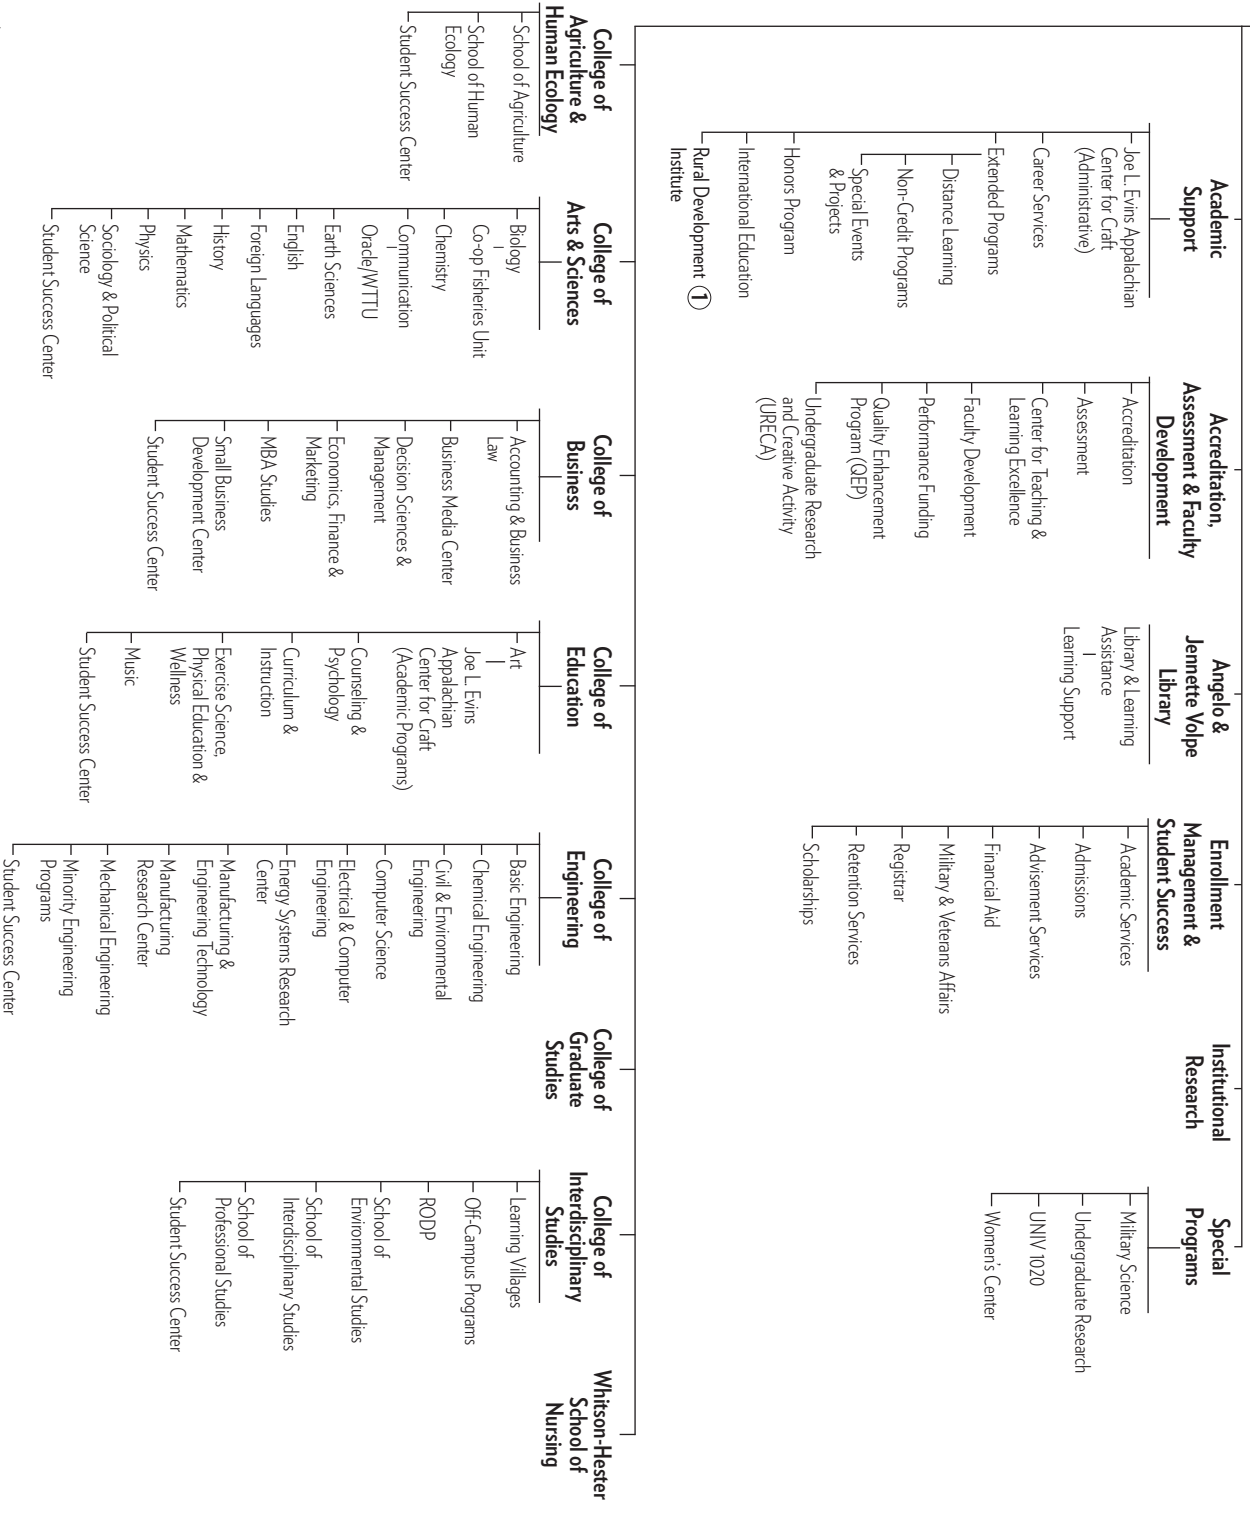 Academic
Support
Joe L. Evins Appalachian
Center for Craft
(Administrative)
Career Services
Extended Programs
Distance Learning
Non-Credit Programs
Special Events
& Projects
Honors Program
International Education
Rural Development ①
Institute
Accreditation,
Assessment & Faculty
Development
Accreditation
Assessment
Center for Teaching &
Learning Excellence
Faculty Development
Performance Funding
Quality Enhancement
Program (QEP)
Undergraduate Research
and Creative Activity
(URECA)
Angelo &
Jennette Volpe
Library
Library & Learning
Assistance
Learning Support
Enrollment
Management &
Student Success
Academic Services
Admissions
Advisement Services
Financial Aid
Military & Veterans Affairs
Registrar
Retention Services
Scholarships
Institutional
Research
Special
Programs
Military Science
Undergraduate Research
UNIV 1020
Women's Center
College of
Agriculture &
Human Ecology
School of Agriculture
School of Human
Ecology
Student Success Center
College of
Arts & Sciences
Biology
Co-op Fisheries Unit
Chemistry
Communication
Oracle/WTTU
Earth Sciences
English
Foreign Languages
History
Mathematics
Physics
Sociology & Political
Science
Student Success Center
College of
Business
Accounting & Business
Law
Business Media Center
Decision Sciences &
Management
Economics, Finance &
Marketing
MBA Studies
Small Business
Development Center
Student Success Center
College of
Education
Art
Joe L. Evins
Appalachian
Center for Craft
(Academic Programs)
Counseling &
Psychology
Curriculum &
Instruction
Exercise Science,
Physical Education &
Wellness
Music
Student Success Center
College of
Engineering
Basic Engineering
Chemical Engineering
Civil & Environmental
Engineering
Computer Science
Electrical & Computer
Engineering
Energy Systems Research
Center
Manufacturing &
Engineering Technology
Manufacturing
Research Center
Mechanical Engineering
Minority Engineering
Programs
Student Success Center
College of
Graduate
Studies
College of
Interdisciplinary
Studies
Learning Villages
Off-Campus Programs
RODP
School of
Environmental Studies
School of
Interdisciplinary Studies
School of
Professional Studies
Student Success Center
Whitson-Hester
School of
Nursing